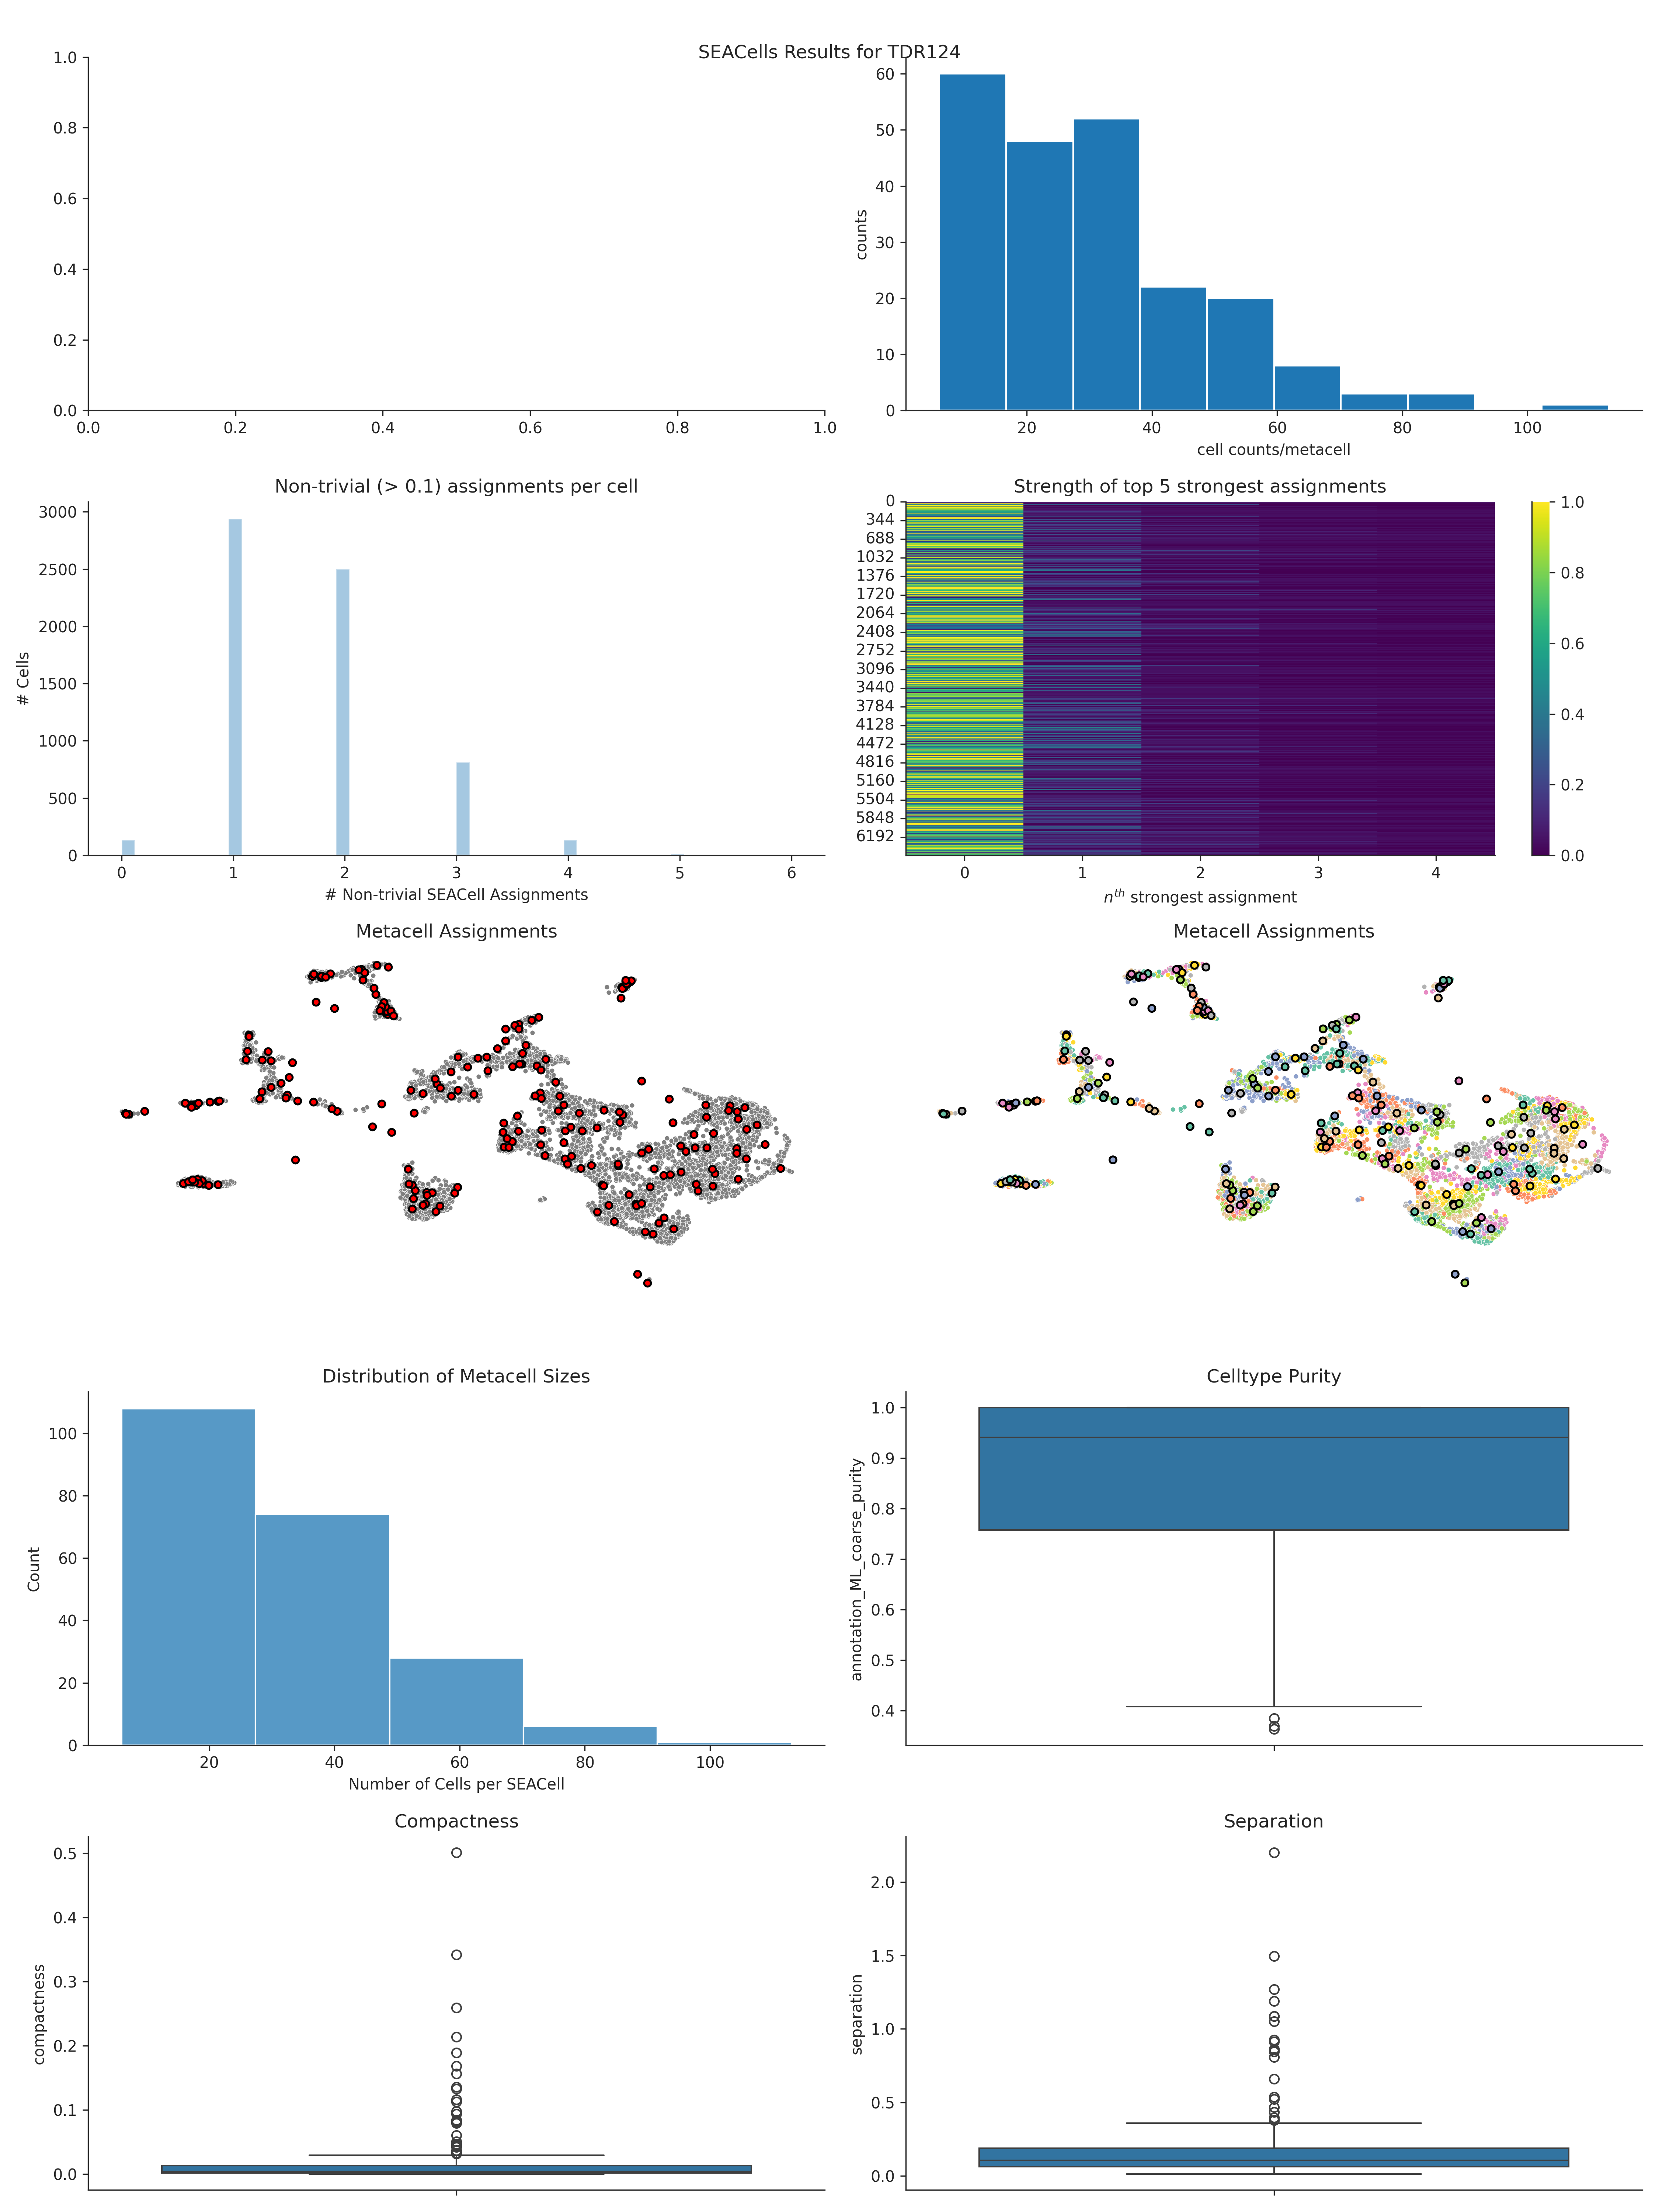 SEACells Results for TDR124
1.0
0.8
0.6
0.4
0.2
0.0
0.0 0.2 0.4 0.6 0.8 1.0
counts
60
50
40
30
20
10
0
20 40 60 80 100
cell counts/metacell
Non-trivial (> 0.1) assignments per cell
# Cells
3000
2500
2000
1500
1000
500
0
0 1 2 3 4 5 6
# Non-trivial SEACell Assignments
Strength of top 5 strongest assignments
0
344
688
1032
1376
1720
2064
2408
2752
3096
3440
3784
4128
4472
4816
5160
5504
5848
6192
0 1 2 3 4
nth strongest assignment
1.0
0.8
0.6
0.4
0.2
0.0
Metacell Assignments
Metacell Assignments
Distribution of Metacell Sizes
Count
100
80
60
40
20
0
20 40 60 80 100
Number of Cells per SEACell
Celltype Purity
annotation_ML_coarse_purity
1.0
0.9
0.8
0.7
0.6
0.5
0.4
Compactness
compactness
0.5
0.4
0.3
0.2
0.1
0.0
Separation
separation
2.0
1.5
1.0
0.5
0.0